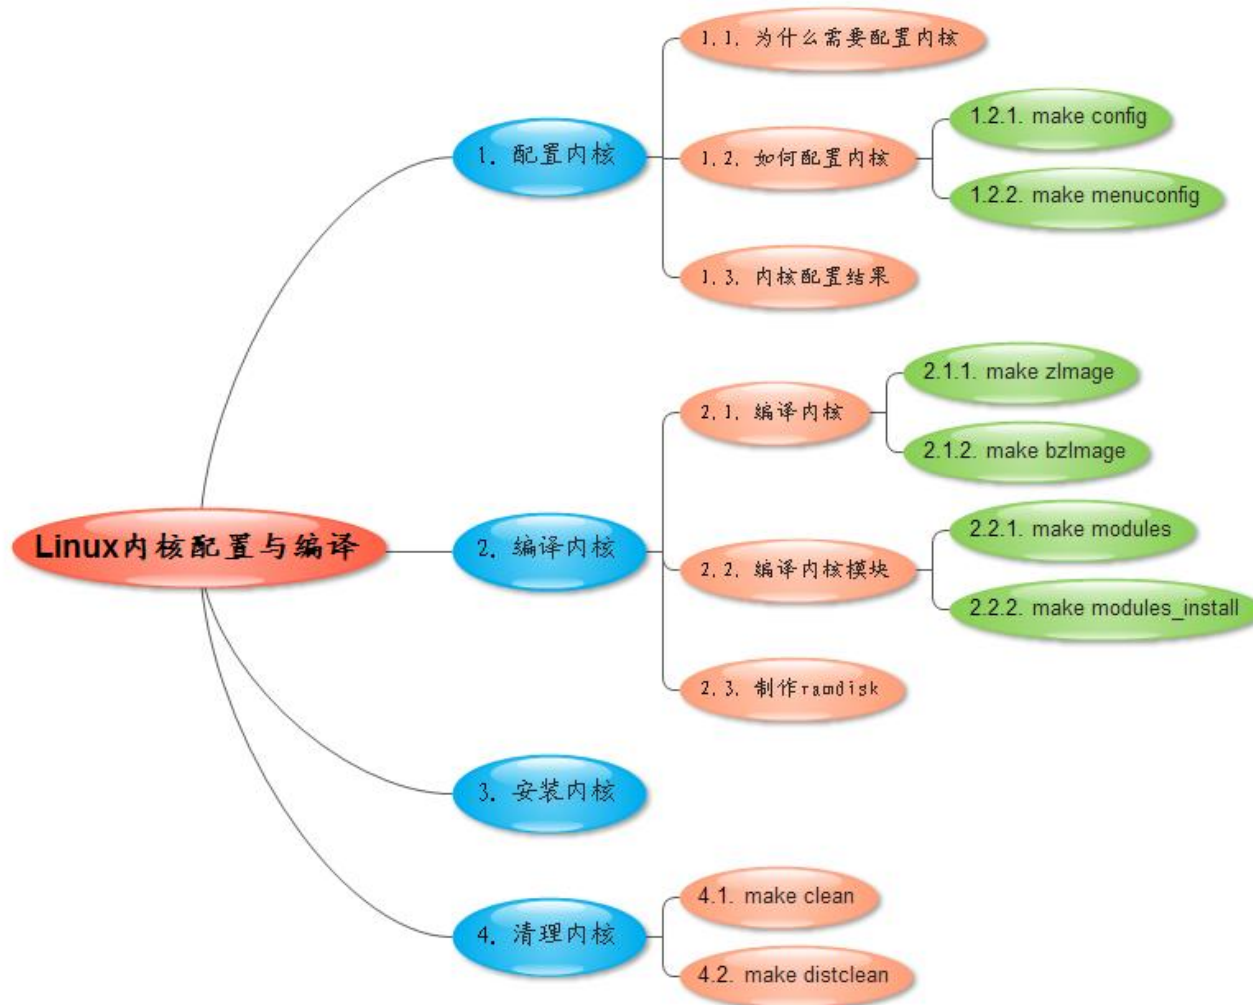 Linux内核配置与编译
1. 配置内核
1.1. 为什么需要配置内核
1.2. 如何配置内核
1.2.1. make config
1.2.2. make menuconfig
1.3. 内核配置结果
2. 编译内核
2.1. 编译内核
2.1.1. make zImage
2.1.2. make bzImage
2.2. 编译内核模块
2.2.1. make modules
2.2.2. make modules_install
2.3. 制作ramdisk
3. 安装内核
4. 清理内核
4.1. make clean
4.2. make distclean